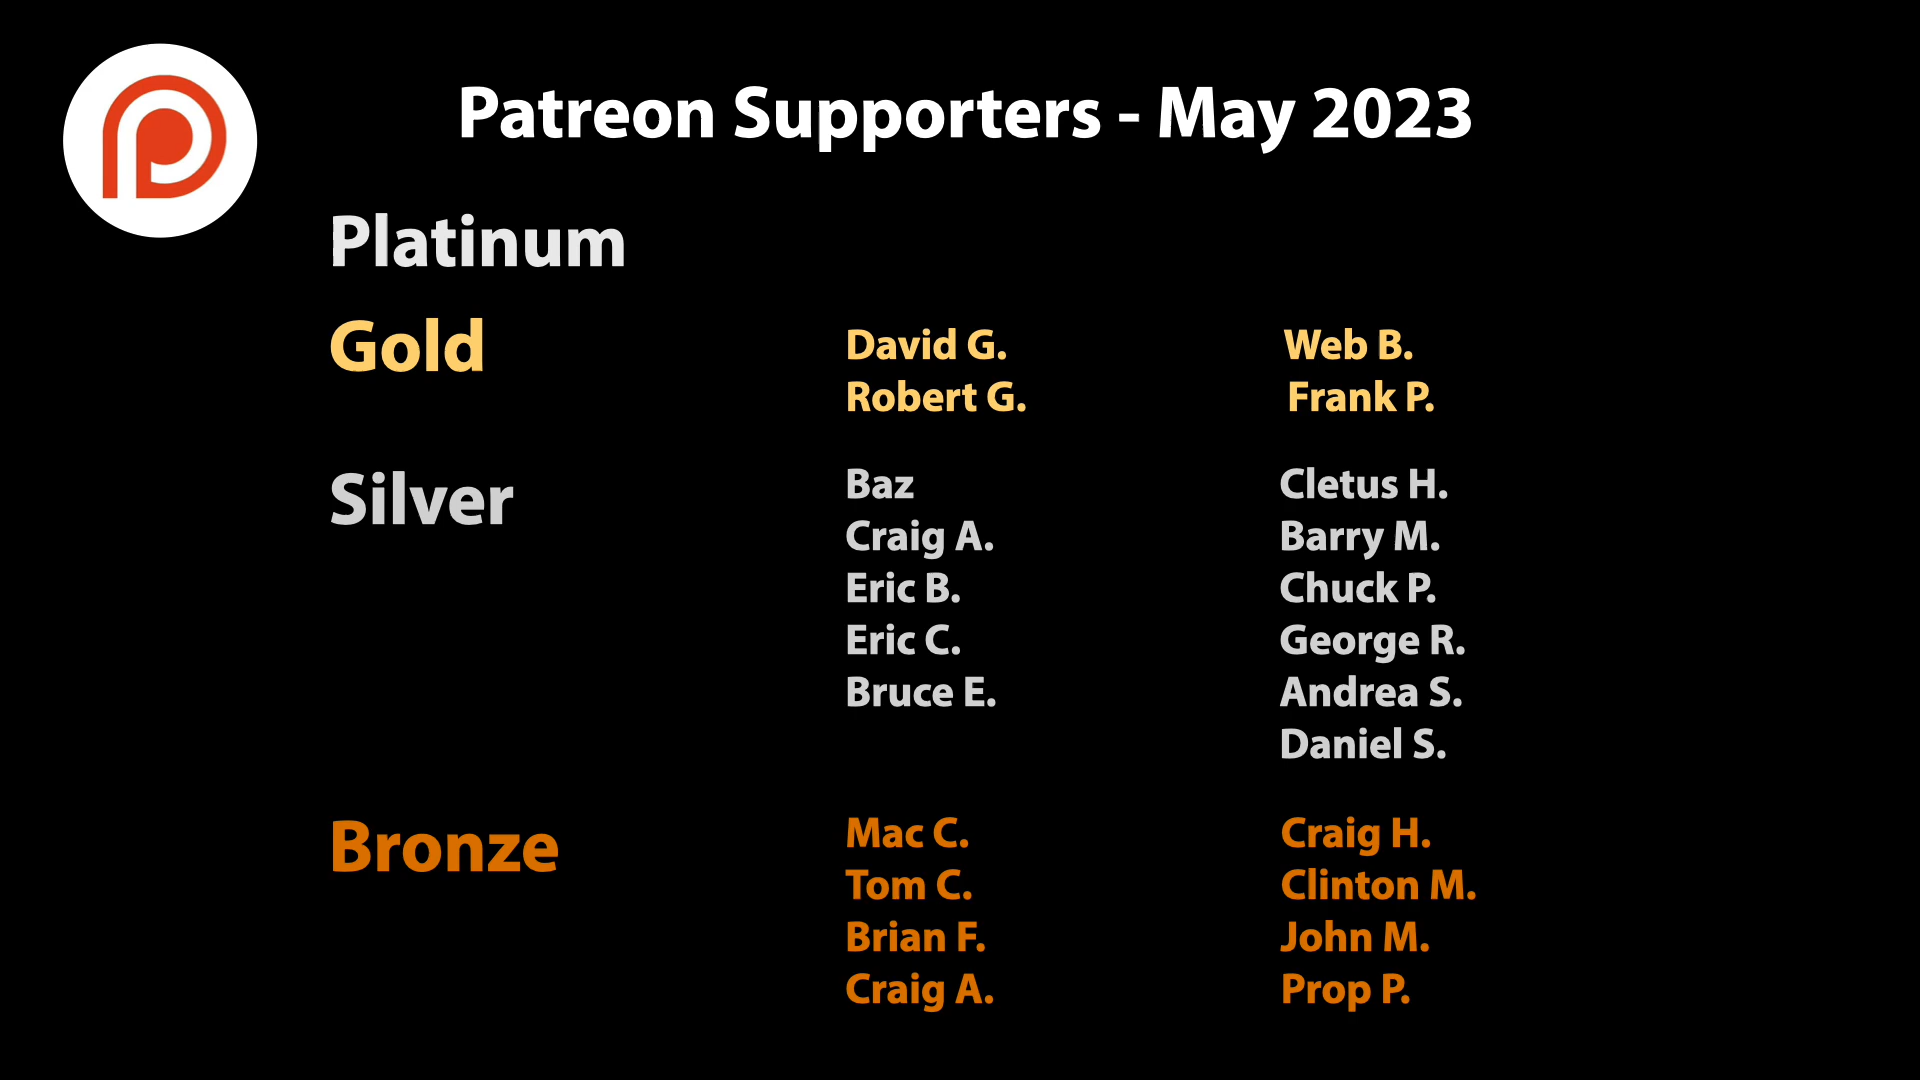 Patreon Supporters - May 2023
Platinum
Gold
David G.
Web B.
Robert G.
Frank P.
Silver
Baz
Cletus H.
Craig A.
Barry M.
Eric B.
Chuck P.
Eric C.
George R.
Bruce E.
Andrea S.
Daniel S.
Bronze
Mac C.
Craig H.
Tom C.
Clinton M.
Brian F.
John M.
Craig A.
Prop P.